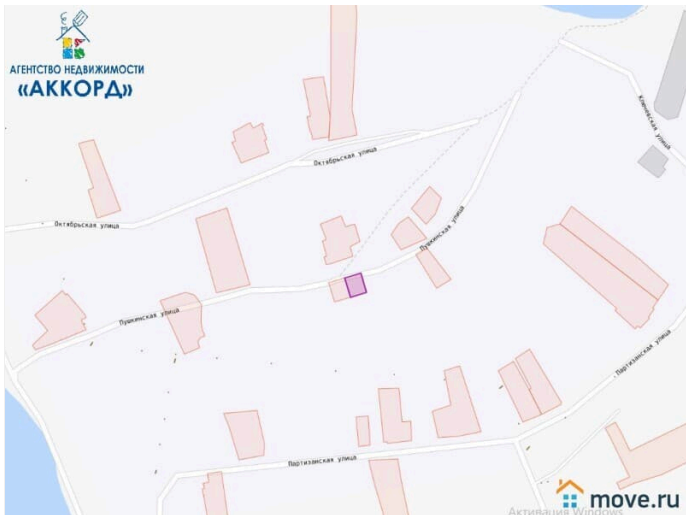 АГЕНТСТВО НЕДВИЖИМОСТИ
«АККОРД»
Ключевская улица
Октябрьская улица
Октябрьская улица
Пушкинская улица
Пушкинская улица
Партизанская улица
Партизанская улица
Активация Windows
move.ru